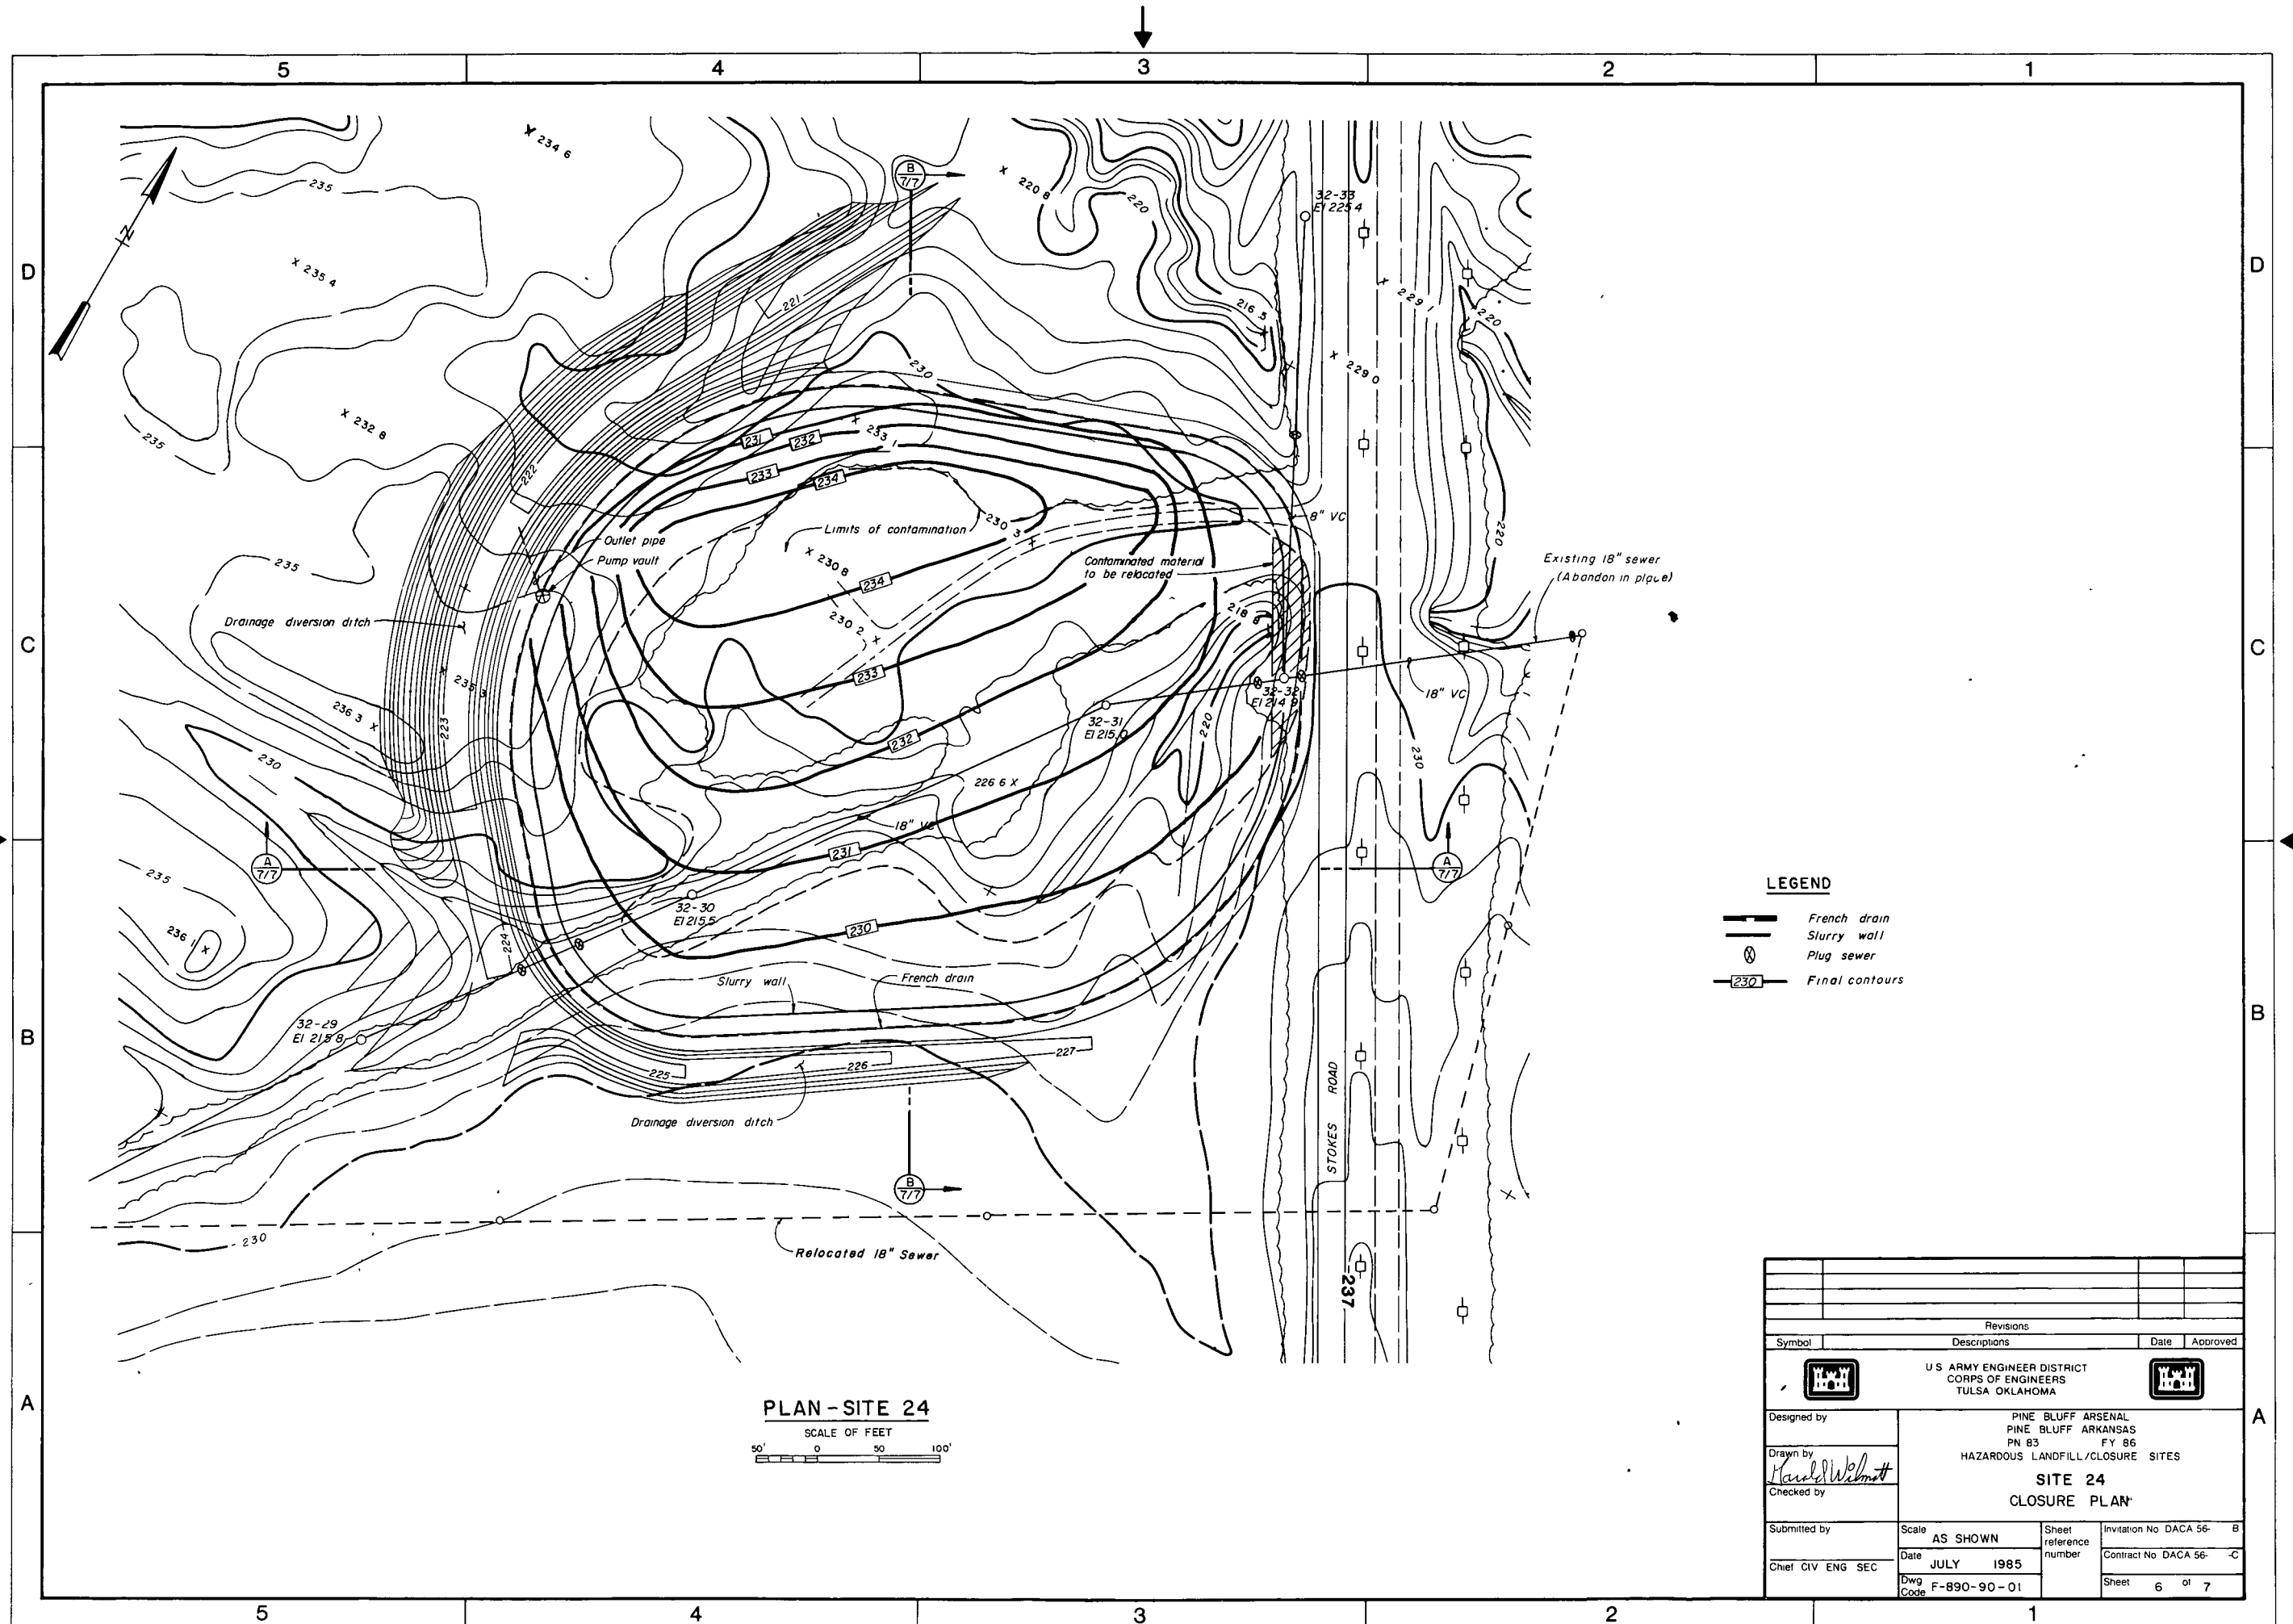 5 4 3 2 1
D
C
B
A
D
C
B
A
N
X 234 6
235
X 235 4
B
7/7
X 220 8
220
32-33
El 225 4
221
216 5
X 229 1
X 220
X 229 0
230
235
X 232 8
231
232
X 233 1
233
234
222
Outlet pipe
Pump vault
Limits of contamination
230 3
X 230 8
8" VC
Contaminated material
to be relocated
220
Existing 18" sewer
(Abandon in place)
235
234
Drainage diversion ditch
230 2 X
218 8
233
X 235 3
236 3 X
223
32-32
El 214 9
18" VC
32-31
El 215.0
220
230
232
230
226 6 X
18" VC
231
A
7/7
A
7/7
235
236 1 X
32-30
El 215.5
230
224
Slurry wall
French drain
32-29
El 215 8
225
226
227
Drainage diversion ditch
STOKES ROAD
B
7/7
230
Relocated 18" Sewer
237
LEGEND
French drain
Slurry wall
Plug sewer
230 Final contours
PLAN - SITE 24
SCALE OF FEET
50' 0 50 100'
Revisions
Symbol Descriptions Date Approved
U S ARMY ENGINEER DISTRICT
CORPS OF ENGINEERS
TULSA OKLAHOMA
Designed by
Drawn by
Harold Wilmott
Checked by
PINE BLUFF ARSENAL
PINE BLUFF ARKANSAS
PN 83 FY 86
HAZARDOUS LANDFILL/CLOSURE SITES
SITE 24
CLOSURE PLAN
Submitted by
Chief CIV ENG SEC
Scale AS SHOWN
Date JULY 1985
Dwg Code F-890-90-01
Sheet reference number
Invitation No DACA 56- B
Contract No DACA 56- -C
Sheet 6 of 7
5 4 3 2 1